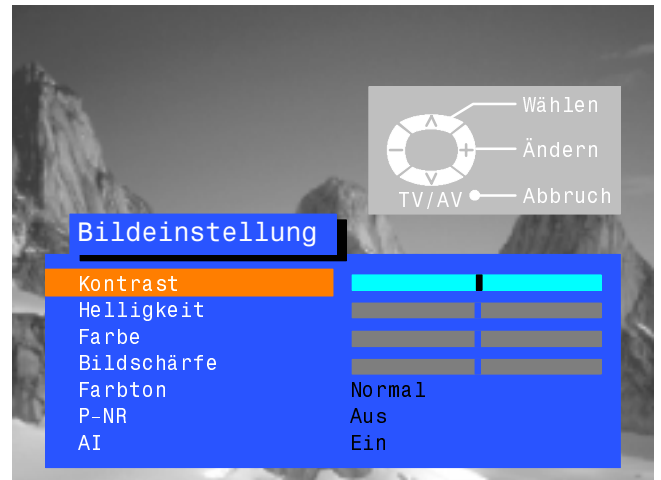 Wählen
Ändern
TV/AV Abbruch
Bildeinstellung
Kontrast
Helligkeit
Farbe
Bildschärfe
Farbton Normal
P-NR Aus
AI Ein